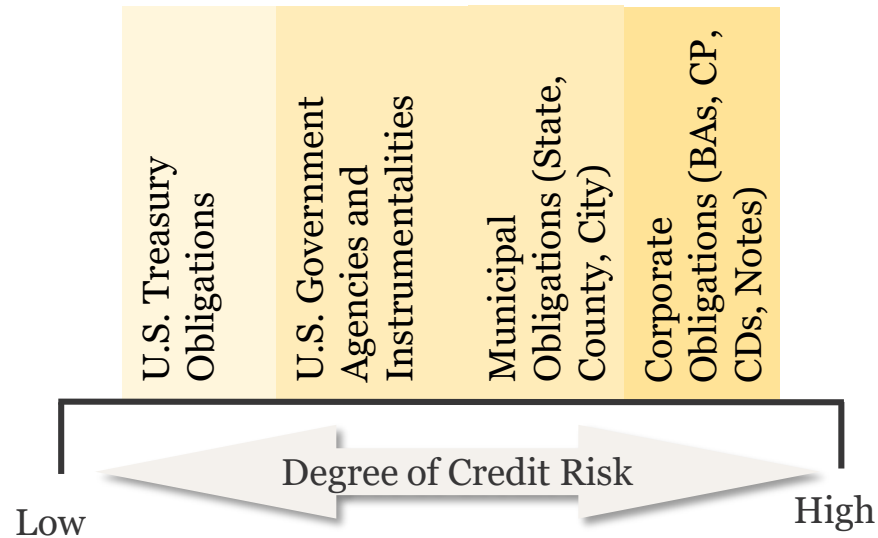 U.S. Treasury
Obligations
U.S. Government
Agencies and
Instrumentalities
Municipal
Obligations (State,
County, City)
Corporate
Obligations (BAs, CP,
CDs, Notes)
Degree of Credit Risk
Low
High